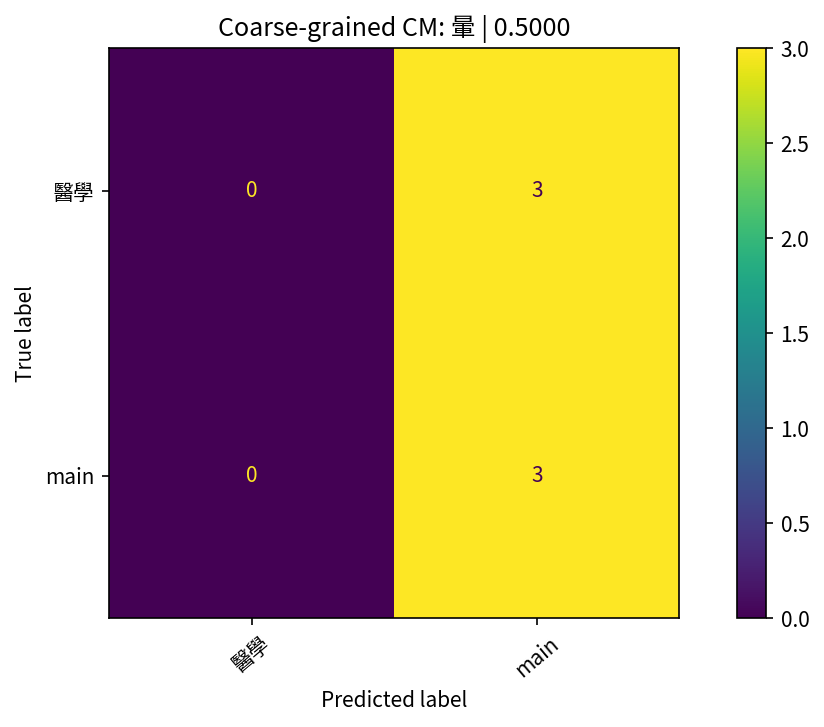 Coarse-grained CM: 暈 | 0.5000
3.0
醫學
0
3
2.5
2.0
True label
1.5
1.0
main
0
3
0.5
0.0
醫學
main
Predicted label